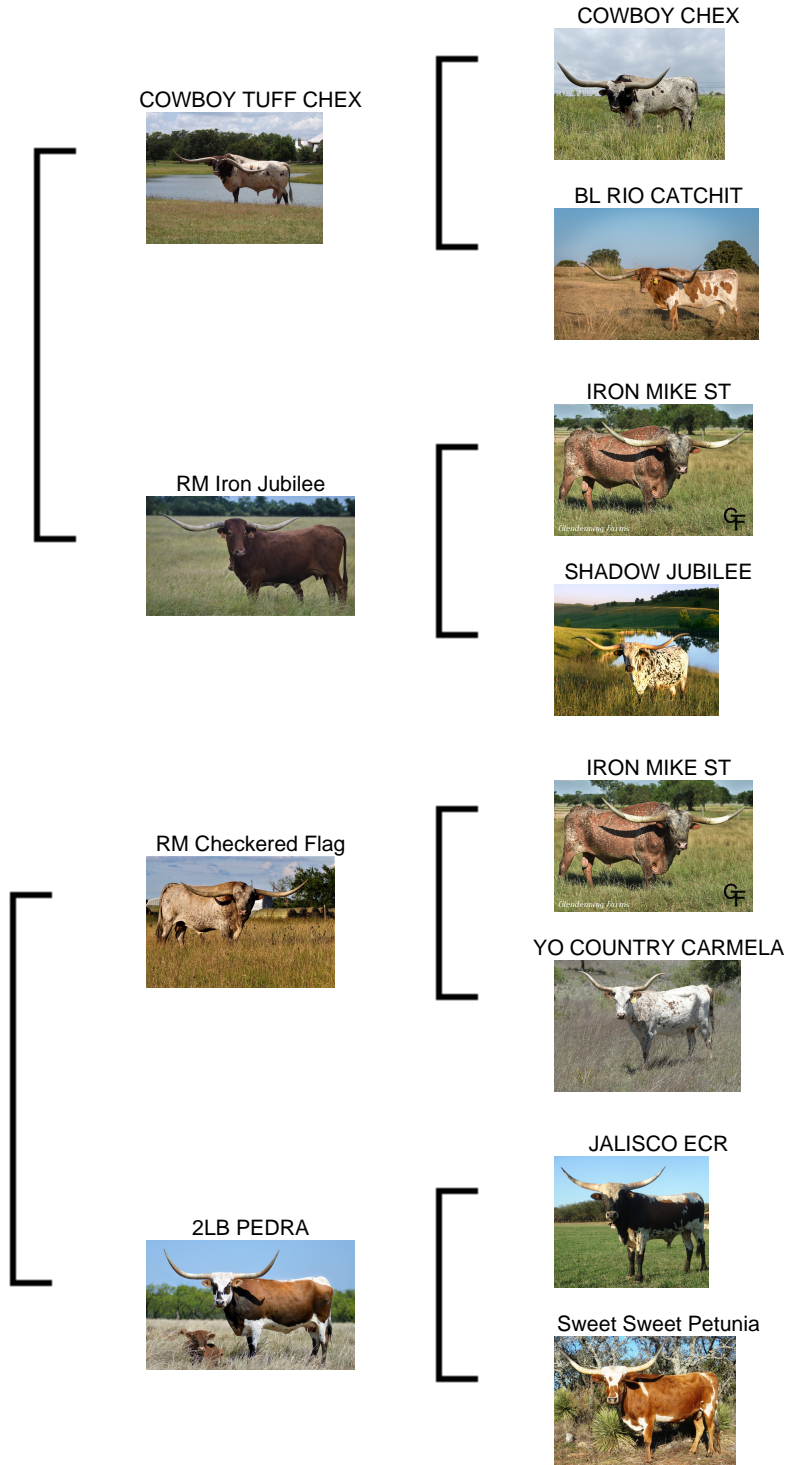 COWBOY CHEX
COWBOY TUFF CHEX
BL RIO CATCHIT
IRON MIKE ST
RM Iron Jubilee
Glendenning Farms
GF
SHADOW JUBILEE
IRON MIKE ST
RM Checkered Flag
Glendenning Farms
GF
YO COUNTRY CARMELA
JALISCO ECR
2LB PEDRA
Sweet Sweet Petunia